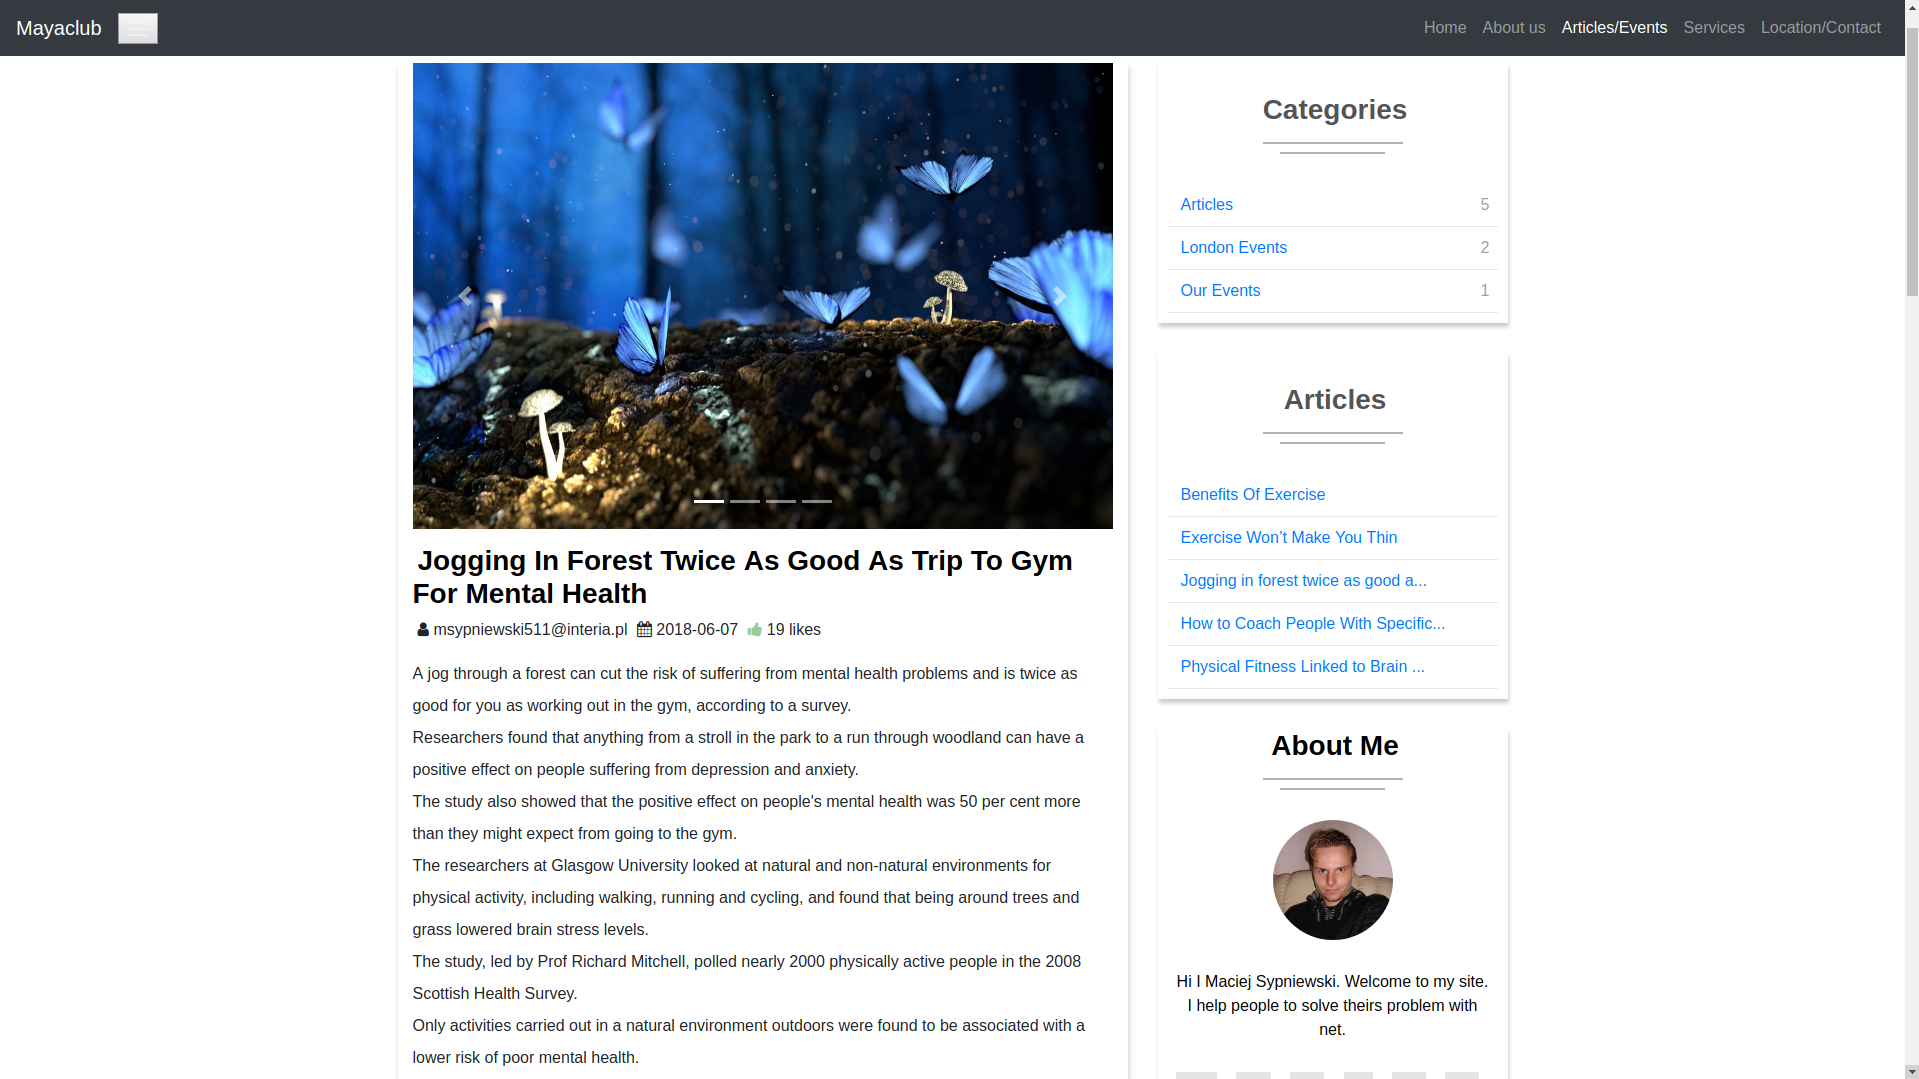 Mayaclub
Home About us Articles/Events Services Location/Contact
Jogging In Forest Twice As Good As Trip To Gym
For Mental Health
msypniewski511@interia.pl 2018-06-07 19 likes
A jog through a forest can cut the risk of suffering from mental health problems and is twice as
good for you as working out in the gym, according to a survey.
Researchers found that anything from a stroll in the park to a run through woodland can have a
positive effect on people suffering from depression and anxiety.
The study also showed that the positive effect on people's mental health was 50 per cent more
than they might expect from going to the gym.
The researchers at Glasgow University looked at natural and non-natural environments for
physical activity, including walking, running and cycling, and found that being around trees and
grass lowered brain stress levels.
The study, led by Prof Richard Mitchell, polled nearly 2000 physically active people in the 2008
Scottish Health Survey.
Only activities carried out in a natural environment outdoors were found to be associated with a
lower risk of poor mental health.
Categories
Articles 5
London Events 2
Our Events 1
Articles
Benefits Of Exercise
Exercise Won’t Make You Thin
Jogging in forest twice as good a...
How to Coach People With Specific...
Physical Fitness Linked to Brain ...
About Me
Hi I Maciej Sypniewski. Welcome to my site.
I help people to solve theirs problem with
net.